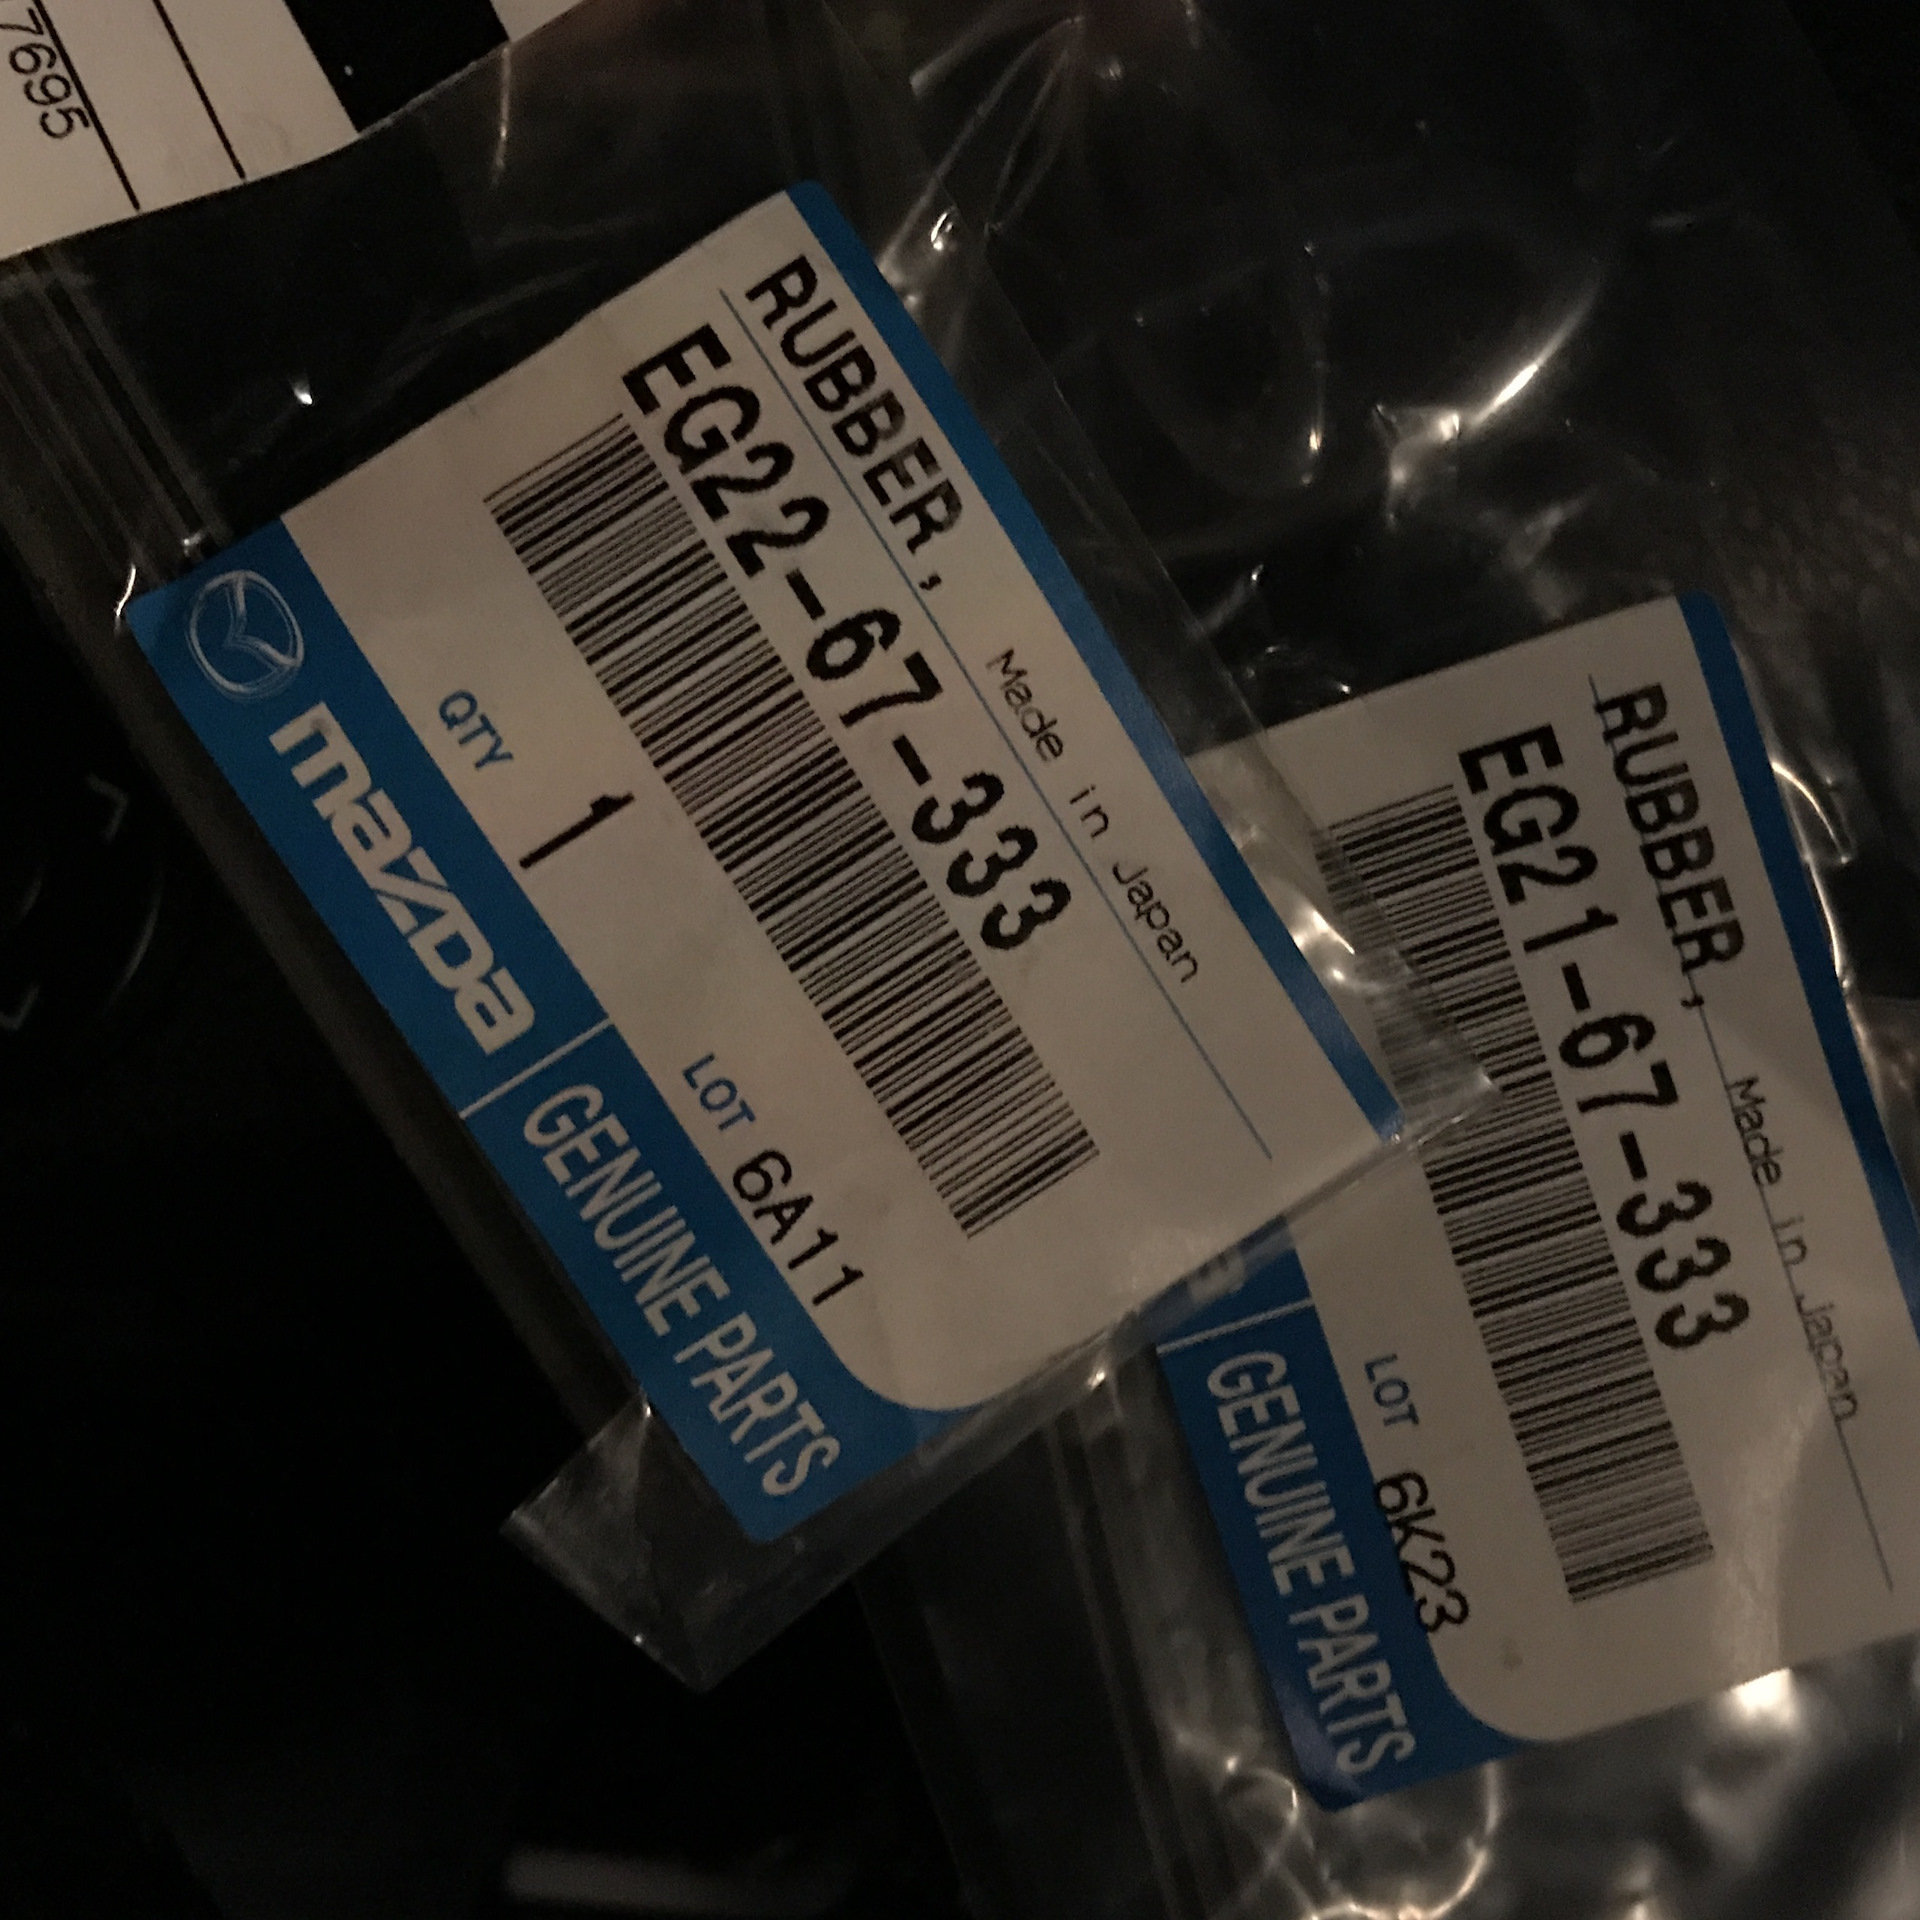 7695
RUBBER,
Made in Japan
EG22-67-333
QTY 1
LOT 6A11
mazda GENUINE PARTS
RUBBER,
Made in Japan
EG21-67-333
LOT 6K23
GENUINE PARTS